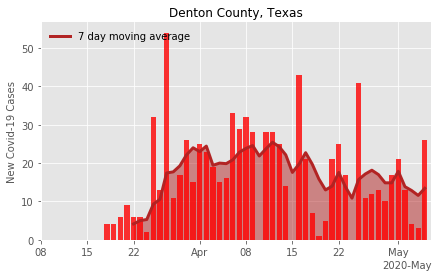 Denton County, Texas
7 day moving average
New Covid-19 Cases
50
40
30
20
10
0
08
15
22
Apr
08
15
22
May
2020-May